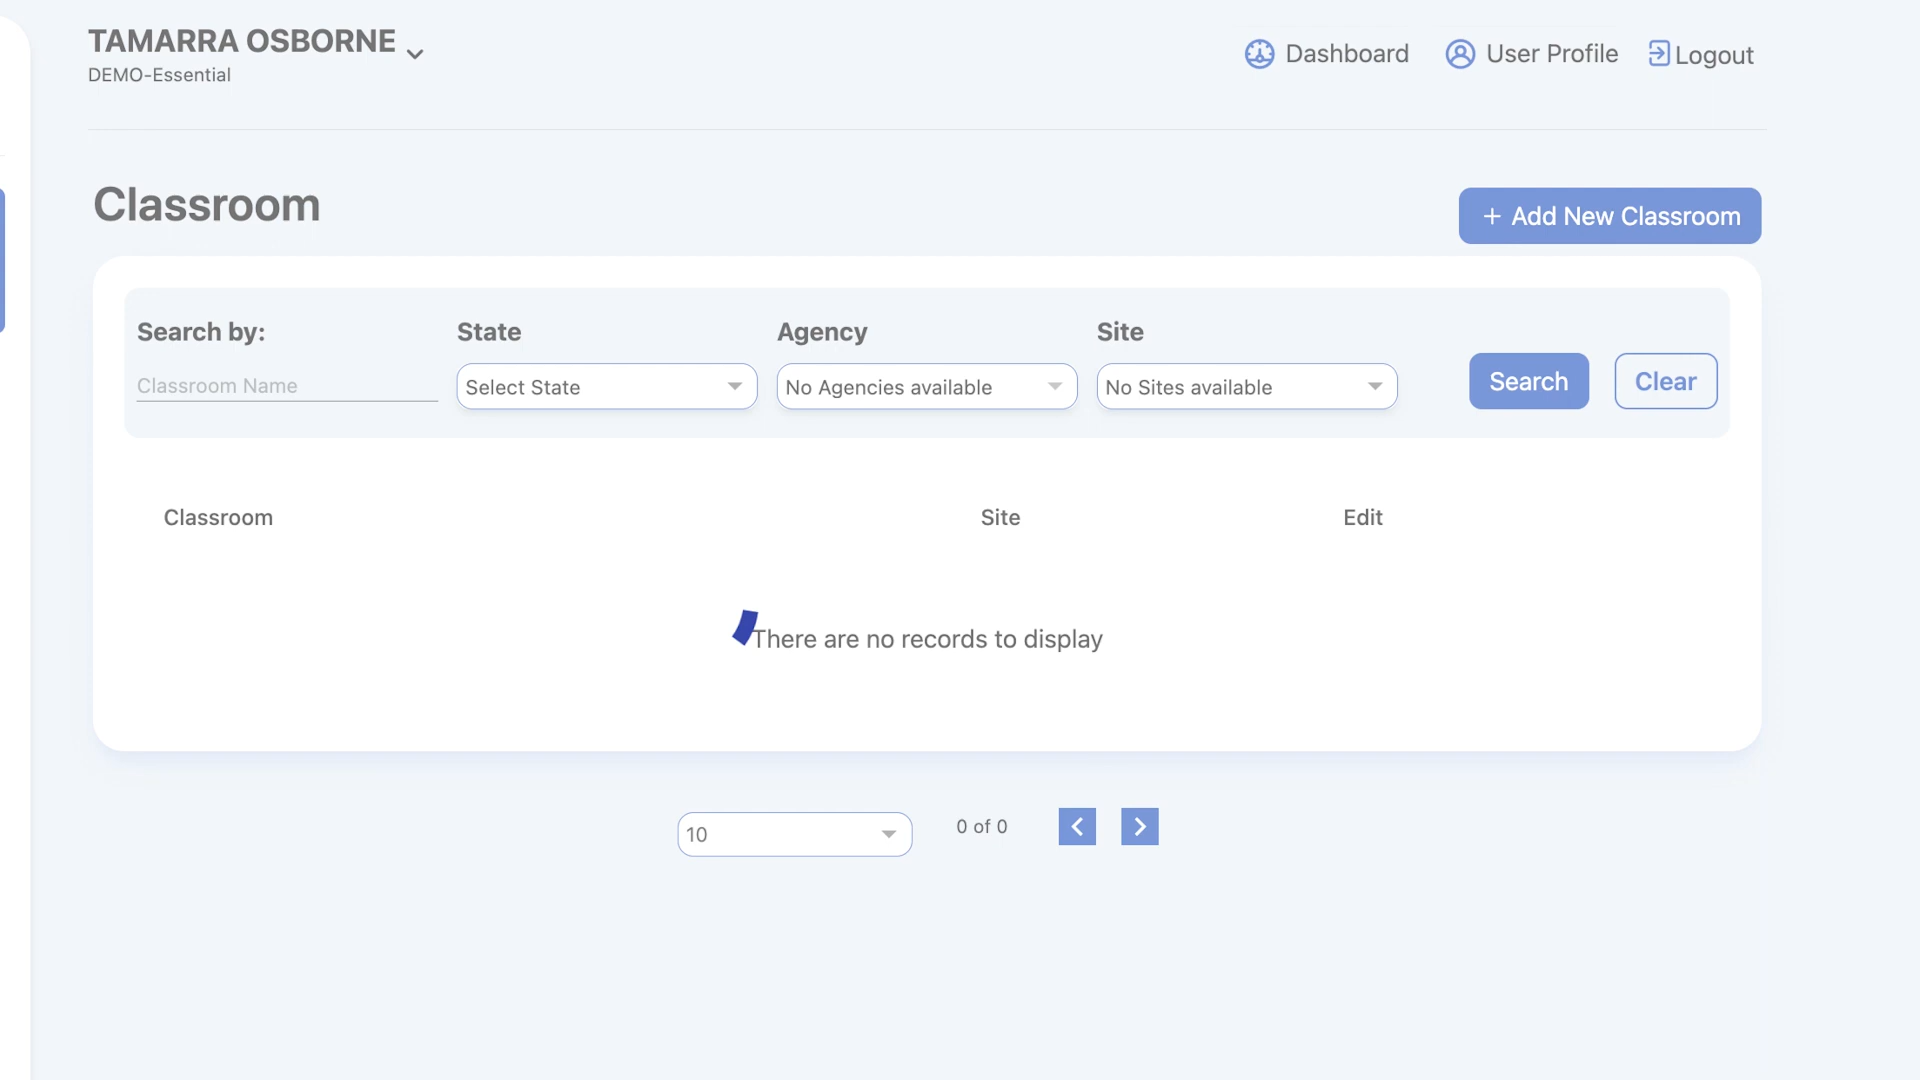 TAMARRA OSBORNE
DEMO-Essential
Dashboard
User Profile
Logout
Classroom
+ Add New Classroom
Search by:
State
Agency
Site
Classroom Name
Select State
No Agencies available
No Sites available
Search
Clear
Classroom
Site
Edit
There are no records to display
10
0 of 0